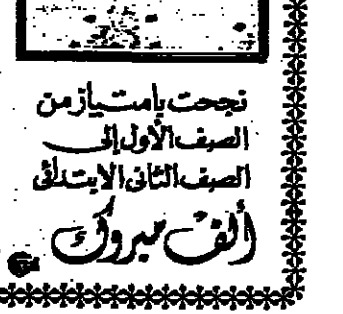 نجحت بامتياز من
الصف الأول إلى
الصف الثاني الابتدائي
ألف مبروك